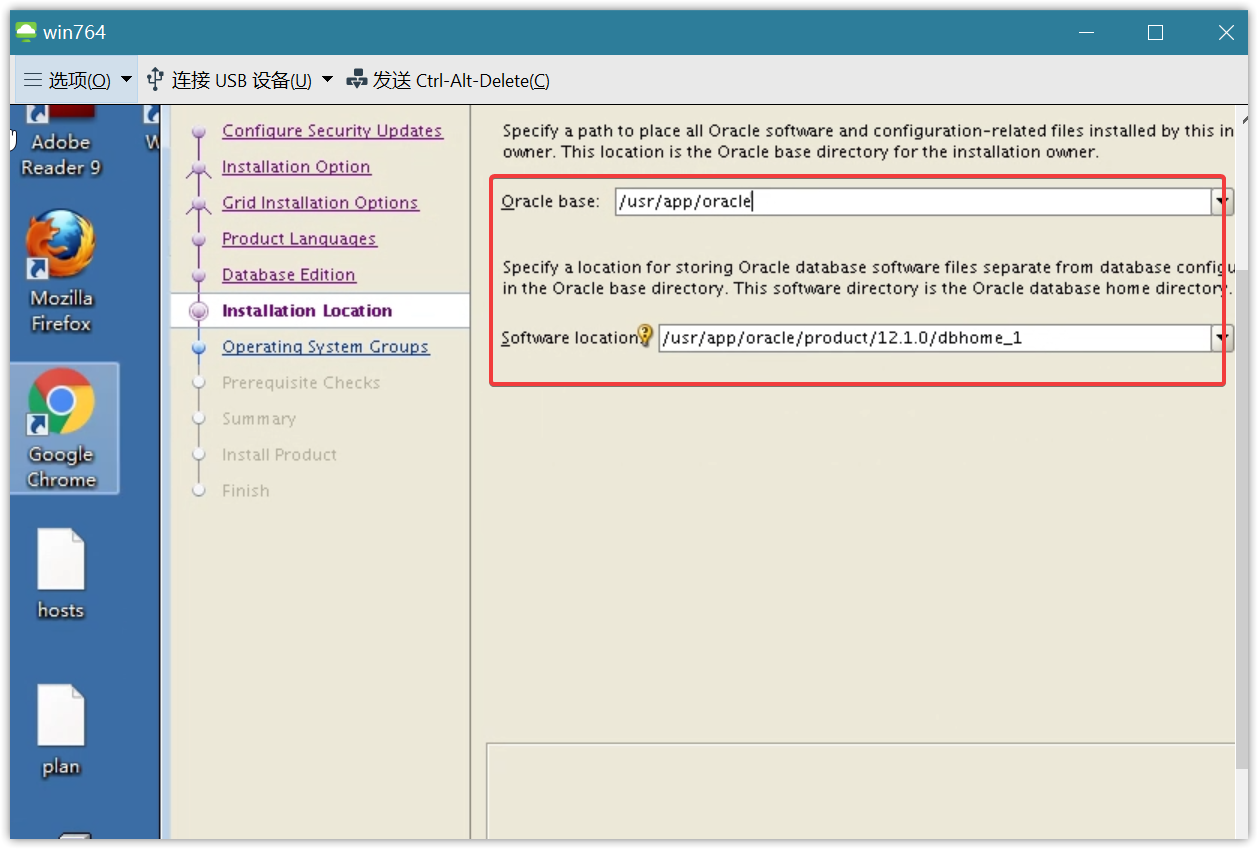 win764
选项(O)
连接 USB 设备(U)
发送 Ctrl-Alt-Delete(C)
Adobe
Reader 9
W
Mozilla
Firefox
Google
Chrome
hosts
plan
Configure Security Updates
Installation Option
Grid Installation Options
Product Languages
Database Edition
Installation Location
Operating System Groups
Prerequisite Checks
Summary
Install Product
Finish
Specify a path to place all Oracle software and configuration-related files installed by this in
owner. This location is the Oracle base directory for the installation owner.
Oracle base: /usr/app/oracle
Specify a location for storing Oracle database software files separate from database configu
in the Oracle base directory. This software directory is the Oracle database home directory.
Software location: /usr/app/oracle/product/12.1.0/dbhome_1